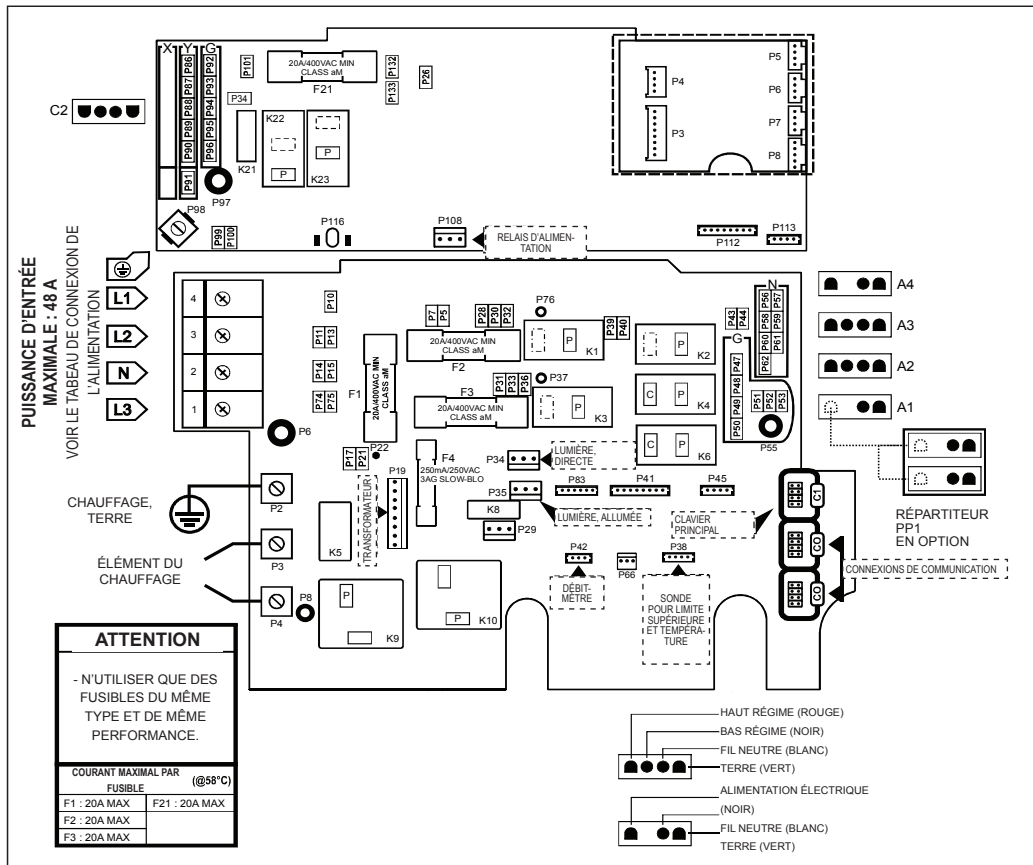 X Y G
P86
P87
P88
P89
P90
P91
P92
P93
P94
P95
P96
P97
P98
P99
P100
P101
P34
K21
K22
P
K23
P
20A/400VAC MIN
CLASS aM
F21
P132
P133
P26
P4
P3
P5
P6
P7
P8
C2
P116
P108
RELAIS D'ALIMEN-
TATION
P112
P113
PUISSANCE D'ENTRÉE
MAXIMALE : 48 A
VOIR LE TABEAU DE CONNEXION DE
L'ALIMENTATION
L1
L2
N
L3
4
3
2
1
P10
P11
P13
P14
P15
P74
P75
P6
P17
P21
P22
F1
20A/400VAC MIN
CLASS aM
P7
P5
P28
P30
P32
20A/400VAC MIN
CLASS aM
F2
P31
P33
P36
F3
20A/400VAC MIN
CLASS aM
P76
P
K1
P37
P
K3
P39
P40
K2
P
C
P
K4
C
P
K6
P43
P44
G
N
P56
P57
P58
P59
P60
P61
P62
P47
P48
P49
P50
P51
P52
P53
P55
A4
A3
A2
A1
RÉPARTITEUR
PP1
EN OPTION
F4
250mA/250VAC
3AG SLOW-BLO
P19
TRANSFORMATEUR
P34
LUMIÈRE,
DIRECTE
P35
LUMIÈRE, ALLUMÉE
K8
P29
P83
P41
P45
CLAVIER
PRINCIPAL
C1
CO
CO
CONNEXIONS DE COMMUNICATION
P42
DÉBIT-
MÈTRE
P66
P38
SONDE
POUR LIMITE
SUPÉRIEURE
ET TEMPÉRA-
TURE
CHAUFFAGE,
TERRE
P2
ÉLÉMENT DU
CHAUFFAGE
P3
P4
P8
K5
P
K9
P
K10
ATTENTION
- N'UTILISER QUE DES
FUSIBLES DU MÊME
TYPE ET DE MÊME
PERFORMANCE.
COURANT MAXIMAL PAR
FUSIBLE
(@58°C)
F1 : 20A MAX
F21 : 20A MAX
F2 : 20A MAX
F3 : 20A MAX
HAUT RÉGIME (ROUGE)
BAS RÉGIME (NOIR)
FIL NEUTRE (BLANC)
TERRE (VERT)
ALIMENTATION ÉLECTRIQUE
(NOIR)
FIL NEUTRE (BLANC)
TERRE (VERT)